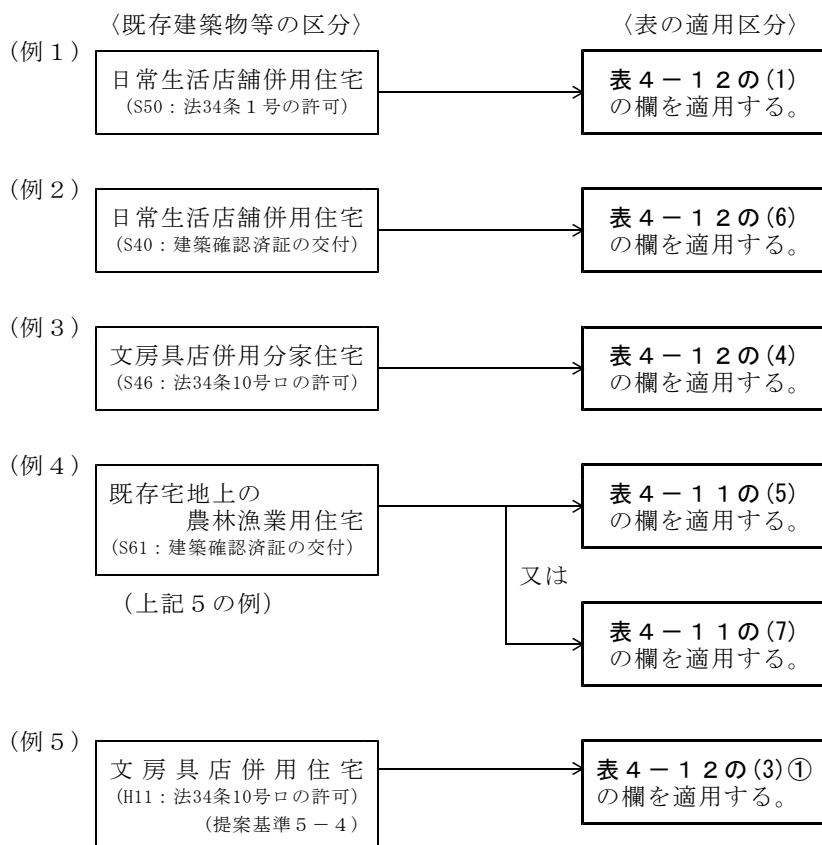 〈既存建築物等の区分〉
〈表の適用区分〉
(例1)
日常生活店舗併用住宅
(S50:法34条1号の許可)
表4-12の(1)
の欄を適用する。
(例2)
日常生活店舗併用住宅
(S40:建築確認済証の交付)
表4-12の(6)
の欄を適用する。
(例3)
文房具店併用分家住宅
(S46:法34条10号ロの許可)
表4-12の(4)
の欄を適用する。
(例4)
既存宅地上の
農林漁業用住宅
(S61:建築確認済証の交付)
(上記5の例)
表4-11の(5)
の欄を適用する。
又は
表4-11の(7)
の欄を適用する。
(例5)
文房具店併用住宅
(H11:法34条10号ロの許可)
(提案基準5-4)
表4-12の(3)①
の欄を適用する。